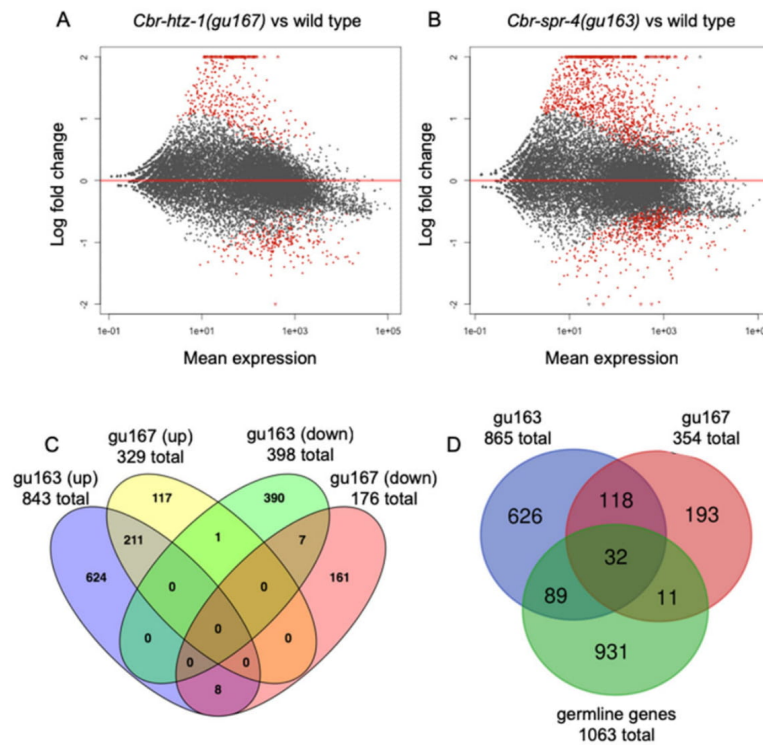 A
Cbr-htz-1(gu167) vs wild type
Log fold change
2
1
0
-1
-2
1e-01
1e+01
1e+03
1e+05
Mean expression
B
Cbr-spr-4(gu163) vs wild type
Log fold change
2
1
0
-1
-2
1e-01
1e+01
1e+03
Mean expression
C
gu163 (up)
843 total
gu167 (up)
329 total
gu163 (down)
398 total
gu167 (down)
176 total
117
390
211
1
7
624
0
0
161
0
0
0
0
0
8
D
gu163
865 total
gu167
354 total
626
118
193
32
89
11
931
germline genes
1063 total